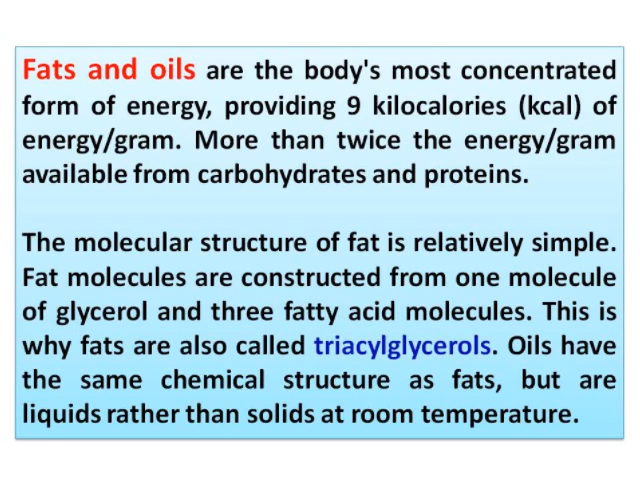 Fats and oils are the body's most concentrated
form of energy, providing 9 kilocalories (kcal) of
energy/gram. More than twice the energy/gram
available from carbohydrates and proteins.
The molecular structure of fat is relatively simple.
Fat molecules are constructed from one molecule
of glycerol and three fatty acid molecules. This is
why fats are also called triacylglycerols. Oils have
the same chemical structure as fats, but are
liquids rather than solids at room temperature.